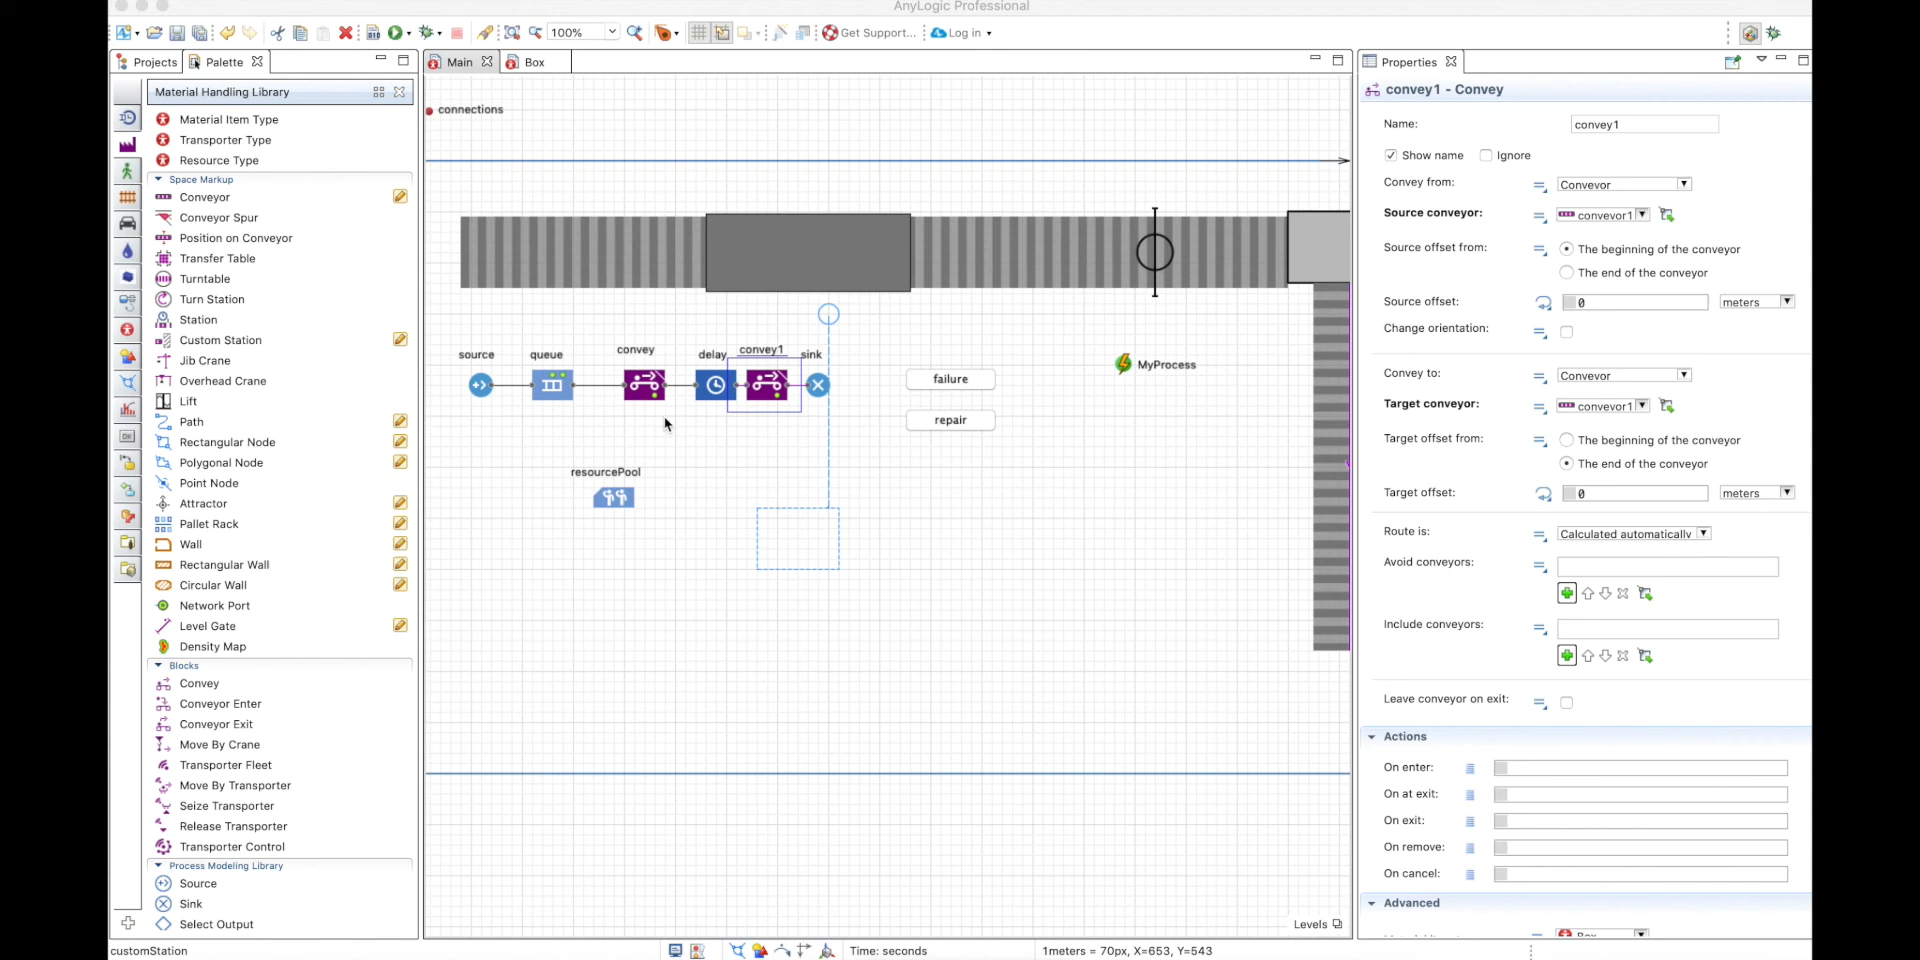 AnyLogic Professional
100%
Get Support...
Log in
Projects
Palette
Main
Box
Properties
Material Handling Library
Material Item Type
Transporter Type
Resource Type
Space Markup
Conveyor
Conveyor Spur
Position on Conveyor
Transfer Table
Turntable
Turn Station
Station
Custom Station
Jib Crane
Overhead Crane
Lift
Path
Rectangular Node
Polygonal Node
Point Node
Attractor
Pallet Rack
Wall
Rectangular Wall
Circular Wall
Network Port
Level Gate
Density Map
Blocks
Convey
Conveyor Enter
Conveyor Exit
Move By Crane
Transporter Fleet
Move By Transporter
Seize Transporter
Release Transporter
Transporter Control
Process Modeling Library
Source
Sink
Select Output
connections
source
queue
convey
delay
convey1
sink
failure
repair
MyProcess
resourcePool
Levels
convey1 - Convey
Name:
convey1
Show name
Ignore
Convey from:
Conveyor
Source conveyor:
conveyor1
Source offset from:
The beginning of the conveyor
The end of the conveyor
Source offset:
0
meters
Change orientation:
Convey to:
Conveyor
Target conveyor:
conveyor1
Target offset from:
The beginning of the conveyor
The end of the conveyor
Target offset:
0
meters
Route is:
Calculated automatically
Avoid conveyors:
Include conveyors:
Leave conveyor on exit:
Actions
On enter:
On at exit:
On exit:
On remove:
On cancel:
Advanced
customStation
Time: seconds
1meters = 70px, X=653, Y=543